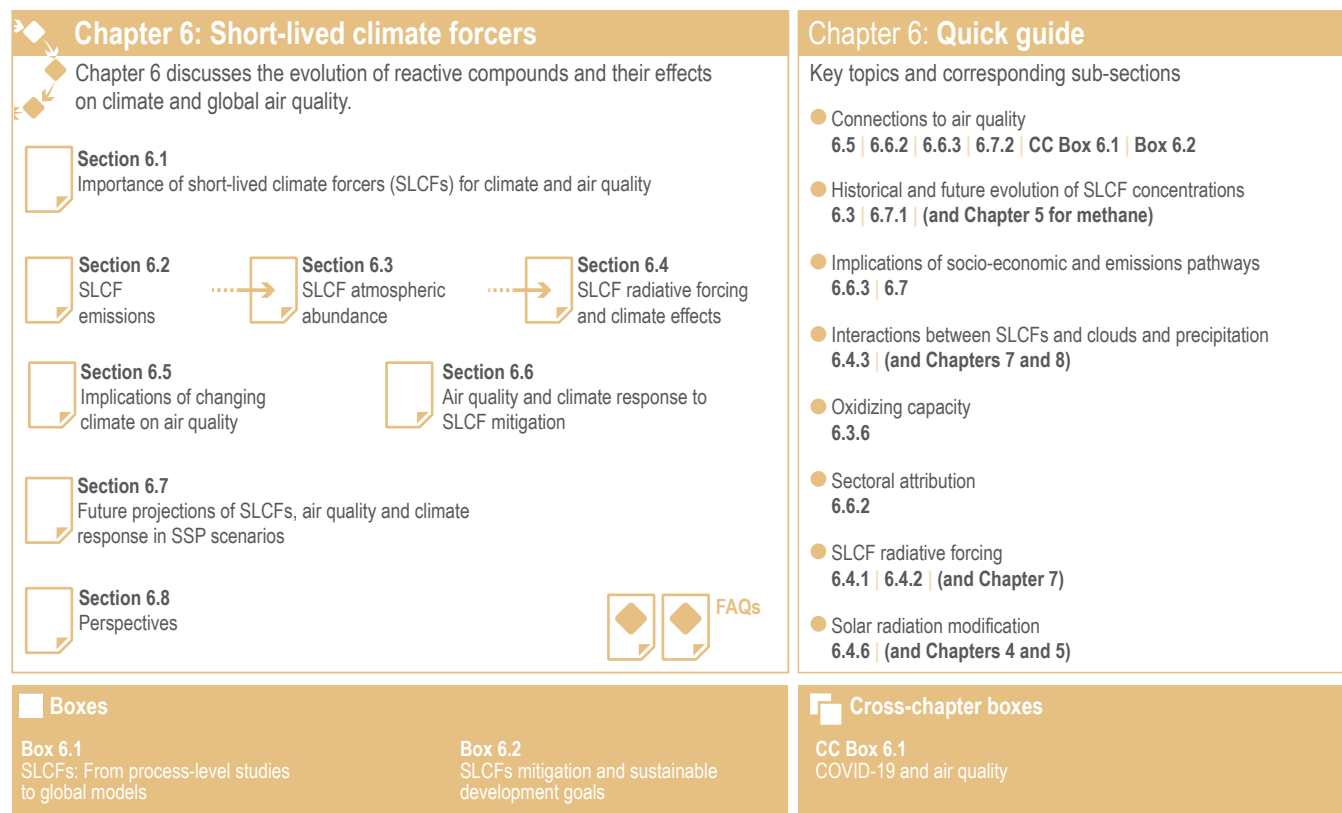 Chapter 6: Short-lived climate forcers
Chapter 6 discusses the evolution of reactive compounds and their effects
on climate and global air quality.
Section 6.1
Importance of short-lived climate forcers (SLCFs) for climate and air quality
Section 6.2
SLCF
emissions
Section 6.3
SLCF atmospheric
abundance
Section 6.4
SLCF radiative forcing
and climate effects
Section 6.5
Implications of changing
climate on air quality
Section 6.6
Air quality and climate response to
SLCF mitigation
Section 6.7
Future projections of SLCFs, air quality and climate
response in SSP scenarios
Section 6.8
Perspectives
FAQs
Chapter 6: Quick guide
Key topics and corresponding sub-sections
Connections to air quality
6.5 | 6.6.2 | 6.6.3 | 6.7.2 | CC Box 6.1 | Box 6.2
Historical and future evolution of SLCF concentrations
6.3 | 6.7.1 | (and Chapter 5 for methane)
Implications of socio-economic and emissions pathways
6.6.3 | 6.7
Interactions between SLCFs and clouds and precipitation
6.4.3 | (and Chapters 7 and 8)
Oxidizing capacity
6.3.6
Sectoral attribution
6.6.2
SLCF radiative forcing
6.4.1 | 6.4.2 | (and Chapter 7)
Solar radiation modification
6.4.6 | (and Chapters 4 and 5)
Boxes
Box 6.1
SLCFs: From process-level studies
to global models
Box 6.2
SLCFs mitigation and sustainable
development goals
Cross-chapter boxes
CC Box 6.1
COVID-19 and air quality